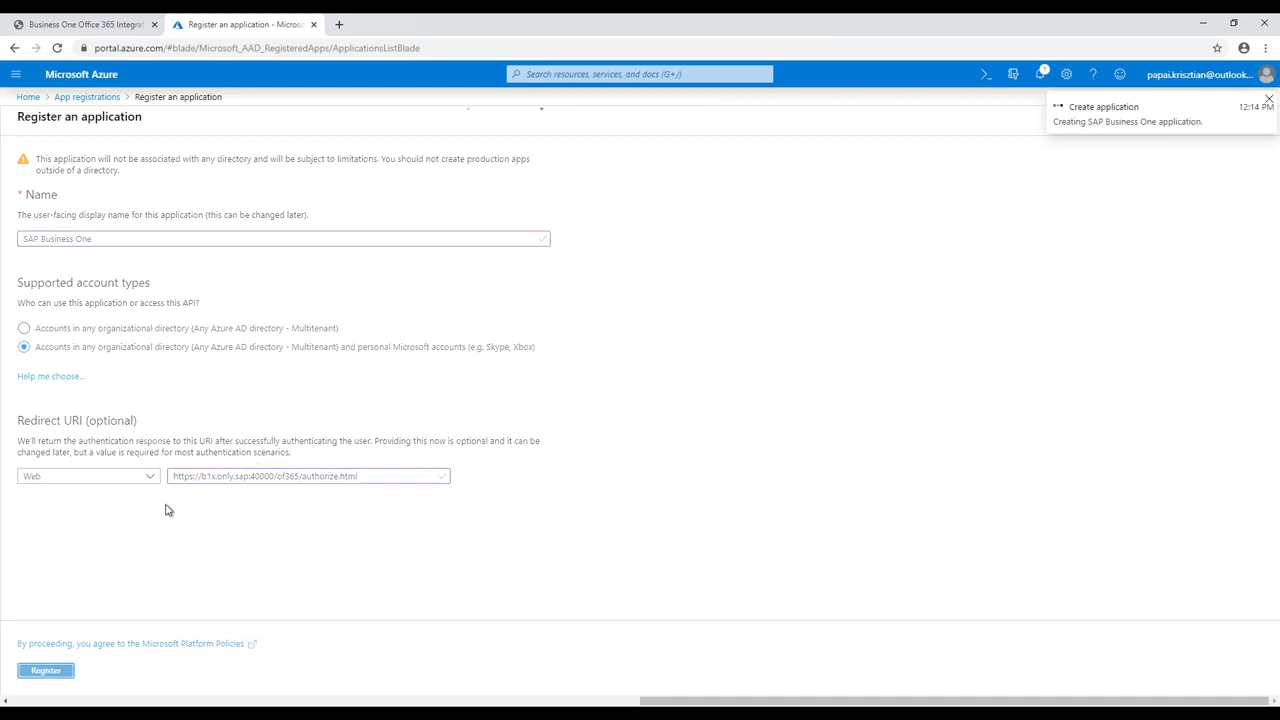 Business One Office 365 Integrat
Register an application - Microso
portal.azure.com/#blade/Microsoft_AAD_RegisteredApps/ApplicationsListBlade
Microsoft Azure
Search resources, services, and docs (G+/)
1
papai.krisztian@outlook...
Home > App registrations > Register an application
Register an application
Create application
12:14 PM
Creating SAP Business One application.
This application will not be associated with any directory and will be subject to limitations. You should not create production apps
outside of a directory.
* Name
The user-facing display name for this application (this can be changed later).
SAP Business One
Supported account types
Who can use this application or access this API?
Accounts in any organizational directory (Any Azure AD directory - Multitenant)
Accounts in any organizational directory (Any Azure AD directory - Multitenant) and personal Microsoft accounts (e.g. Skype, Xbox)
Help me choose...
Redirect URI (optional)
We'll return the authentication response to this URI after successfully authenticating the user. Providing this now is optional and it can be
changed later, but a value is required for most authentication scenarios.
Web
https://b1x.only.sap:40000/of365/authorize.html
By proceeding, you agree to the Microsoft Platform Policies
Register